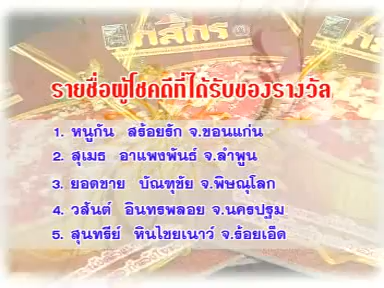 กสิกร
รายชื่อผู้โชคดีที่ได้รับของรางวัล
1. หนูกัน สร้อยรัก จ.ขอนแก่น
2. สุเมธ อาแพงพันธ์ จ.ลำพูน
3. ยอดชาย บัณฑุชัย จ.พิษณุโลก
4. วสันต์ อินทรพลอย จ.นครปฐม
5. สุนทรีย์ หินไชยเนาว์ จ.ร้อยเอ็ด